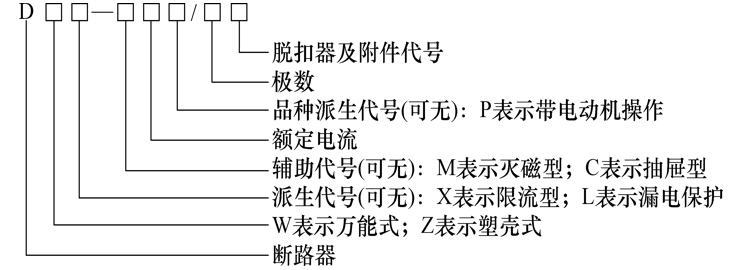 D□□—□□□/□□
脱扣器及附件代号
极数
品种派生代号(可无)：P表示带电动机操作
额定电流
辅助代号(可无)：M表示灭磁型；C表示抽屉型
派生代号(可无)：X表示限流型；L表示漏电保护
W表示万能式；Z表示塑壳式
断路器